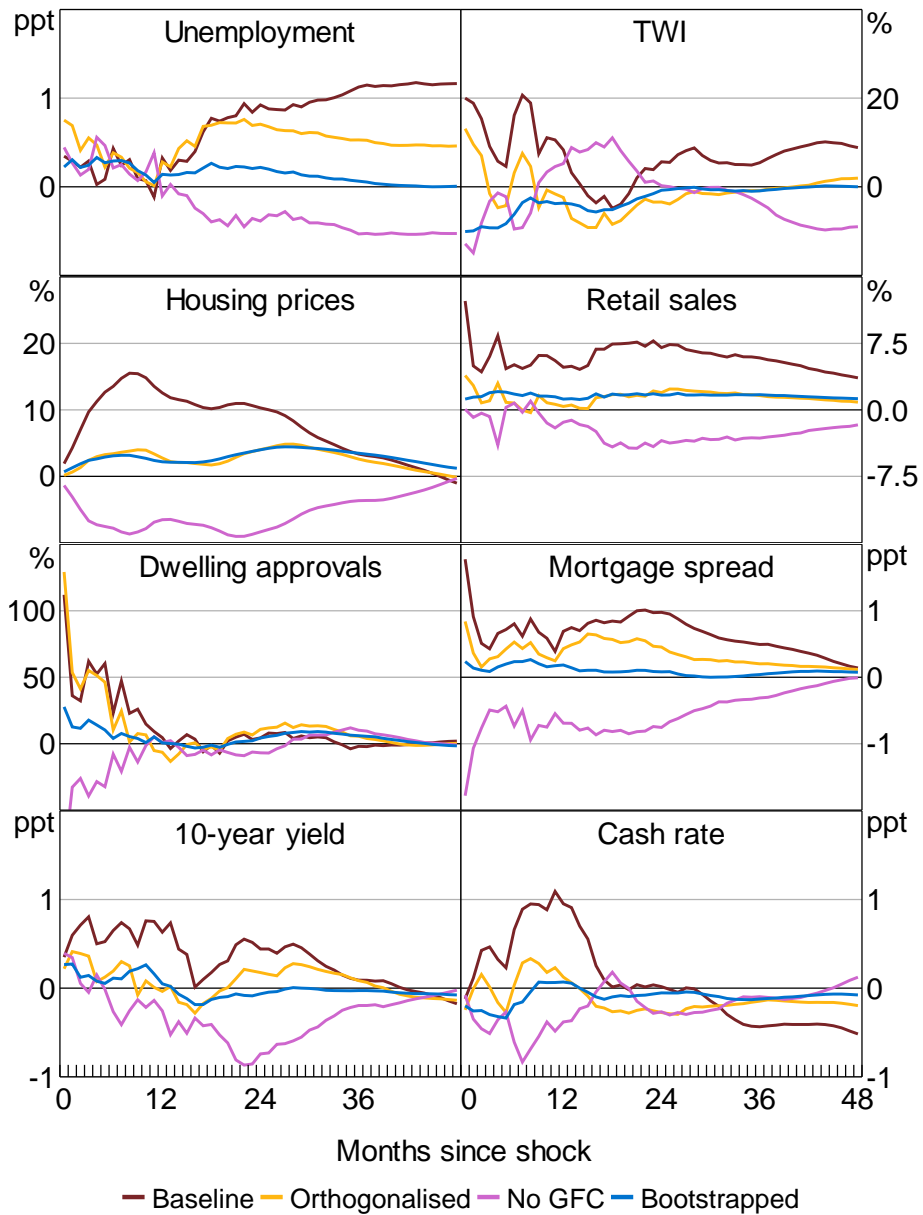 ppt Unemployment TWI %
1 20
0 0
% Housing prices Retail sales %
20 7.5
10 0.0
0 -7.5
% Dwelling approvals Mortgage spread ppt
100 1
50 0
0 -1
ppt 10-year yield Cash rate ppt
1 1
0 0
-1 -1
0 12 24 36 0 12 24 36 48
Months since shock
Baseline Orthogonalised No GFC Bootstrapped